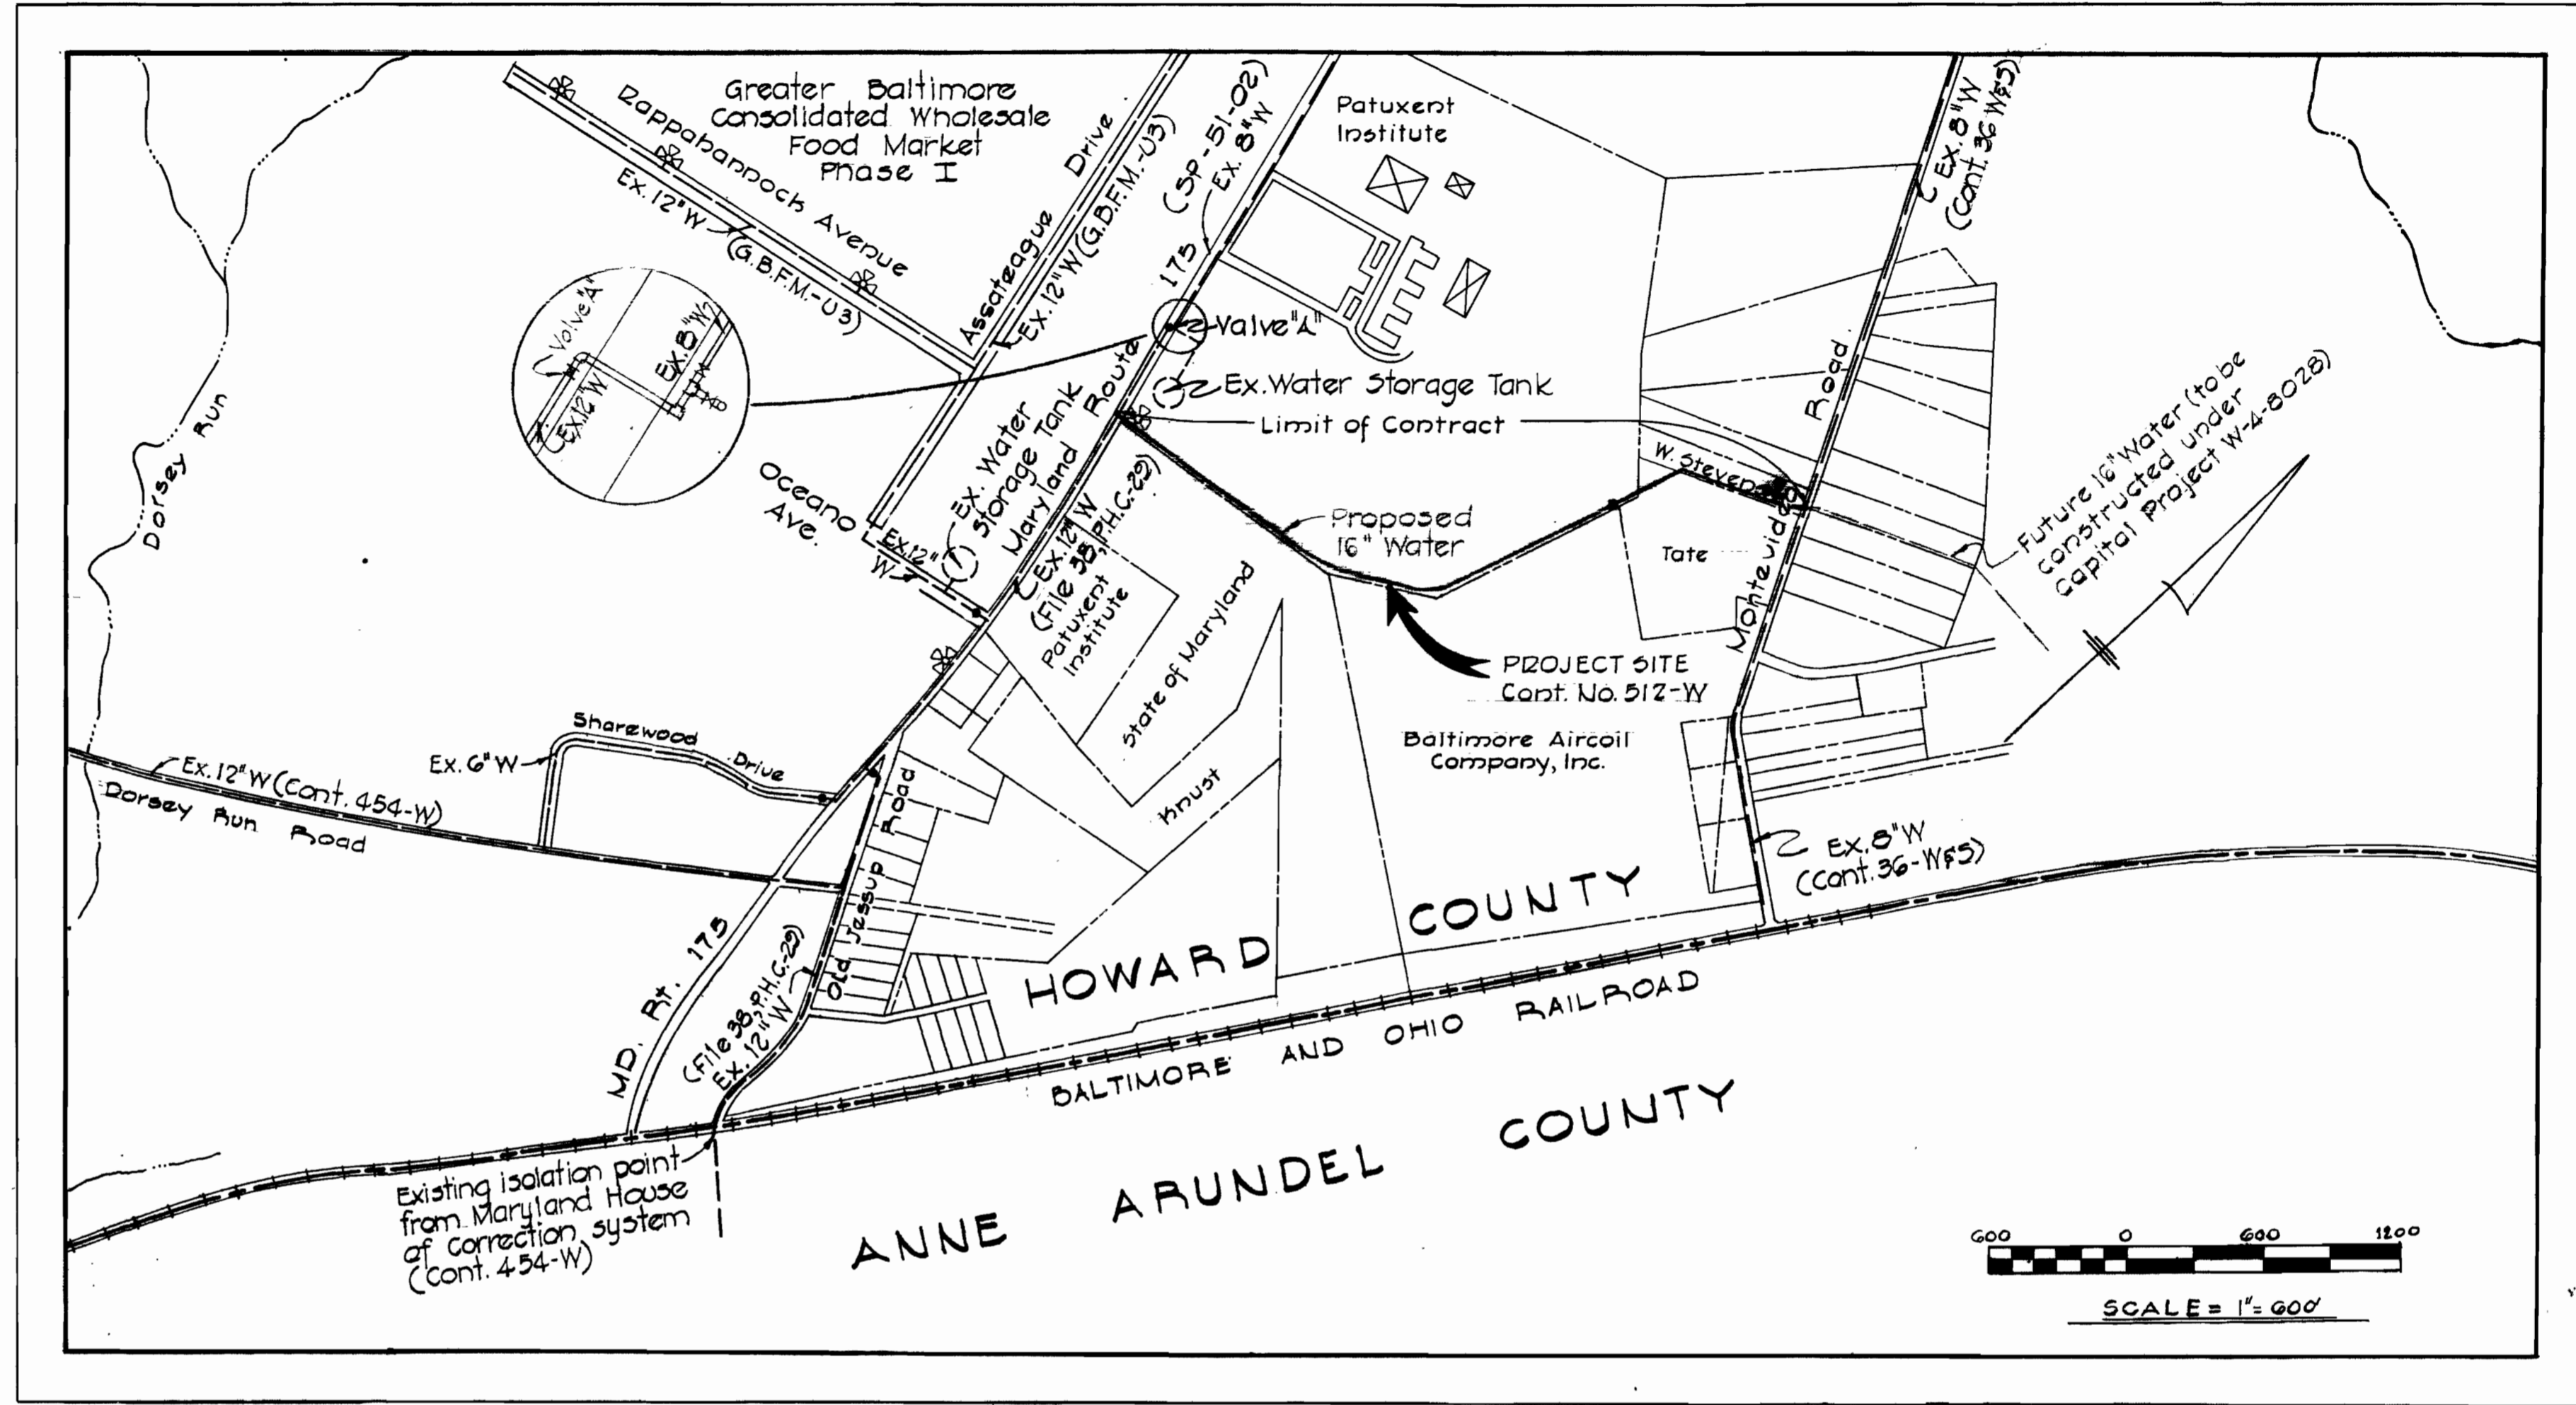 Greater Baltimore
Consolidated Wholesale
Food Market
Phase I
Rappahannock Avenue
Ex. 12" W
(G.B.F.M.-U3)
Assateague Drive
Ex. 12" W (G.B.F.M.-U3)
(SP-51-02)
Ex. 8" W
Patuxent
Institute
Ex. 8" W
(Cont. 36 W&S)
Valve "A"
Ex. 8" W
Ex. 12" W
Valve "A"
Ex. Water Storage Tank
Limit of Contract
Maryland Route 175
Ex. Water
Storage Tank
Oceano
Ave.
Ex. 12"
W
Ex. 12" W
(File 38, P.H.C.-29)
Patuxent
Institute
State of Maryland
Proposed
16" Water
W. Stevens
Tate
Montevideo Road
Future 16" Water (to be
constructed under
Capital Project W-4-8028)
PROJECT SITE
Cont. No. 512-W
Baltimore Aircoil
Company, Inc.
Knust
Dorsey Run
Sharewood Drive
Ex. 6" W
Ex. 12" W (Cont. 454-W)
Dorsey Run Road
Old Jessup Road
MD. Rt. 175
(File 38, P.H.C.-29)
Ex. 12" W
Ex. 8" W
(Cont. 36-W&S)
HOWARD COUNTY
BALTIMORE AND OHIO RAILROAD
ANNE ARUNDEL COUNTY
Existing isolation point
from Maryland House
of Correction system
(Cont. 454-W)
600 0 600 1200
SCALE = 1" = 600'